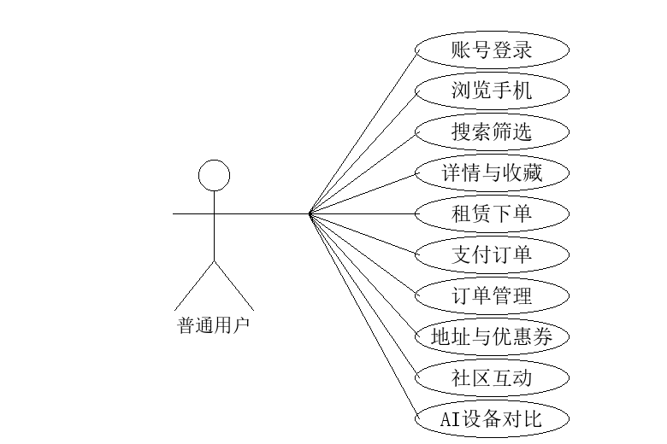 账号登录
浏览手机
搜索筛选
详情与收藏
租赁下单
支付订单
订单管理
地址与优惠券
社区互动
AI设备对比
普通用户